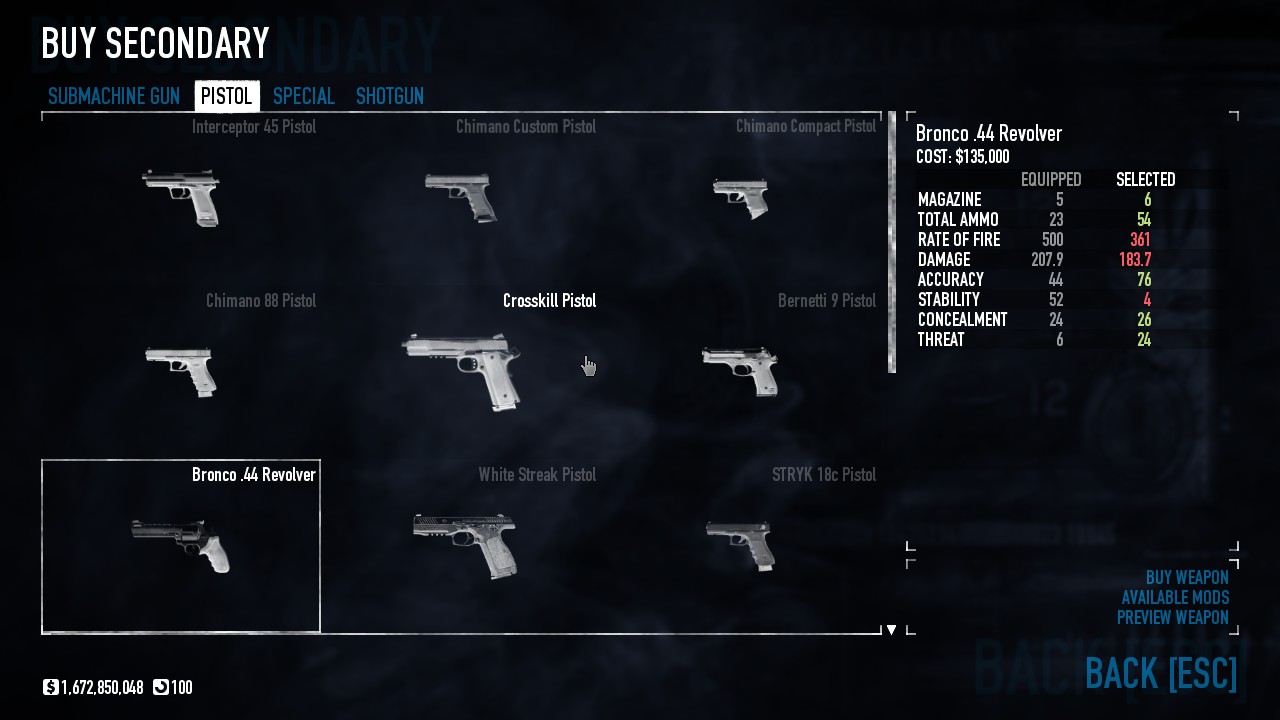 BUY SECONDARY
SUBMACHINE GUN PISTOL SPECIAL SHOTGUN
Interceptor 45 Pistol Chimano Custom Pistol Chimano Compact Pistol
Chimano 88 Pistol Crosskill Pistol Bernetti 9 Pistol
Bronco .44 Revolver White Streak Pistol STRYK 18c Pistol
Bronco .44 Revolver
COST: $135,000
EQUIPPED SELECTED
MAGAZINE 5 6
TOTAL AMMO 23 54
RATE OF FIRE 500 361
DAMAGE 207.9 183.7
ACCURACY 44 76
STABILITY 52 4
CONCEALMENT 24 26
THREAT 6 24
12
BUY WEAPON
AVAILABLE MODS
PREVIEW WEAPON
BACK [ESC]
$ 1,672,850,048 100